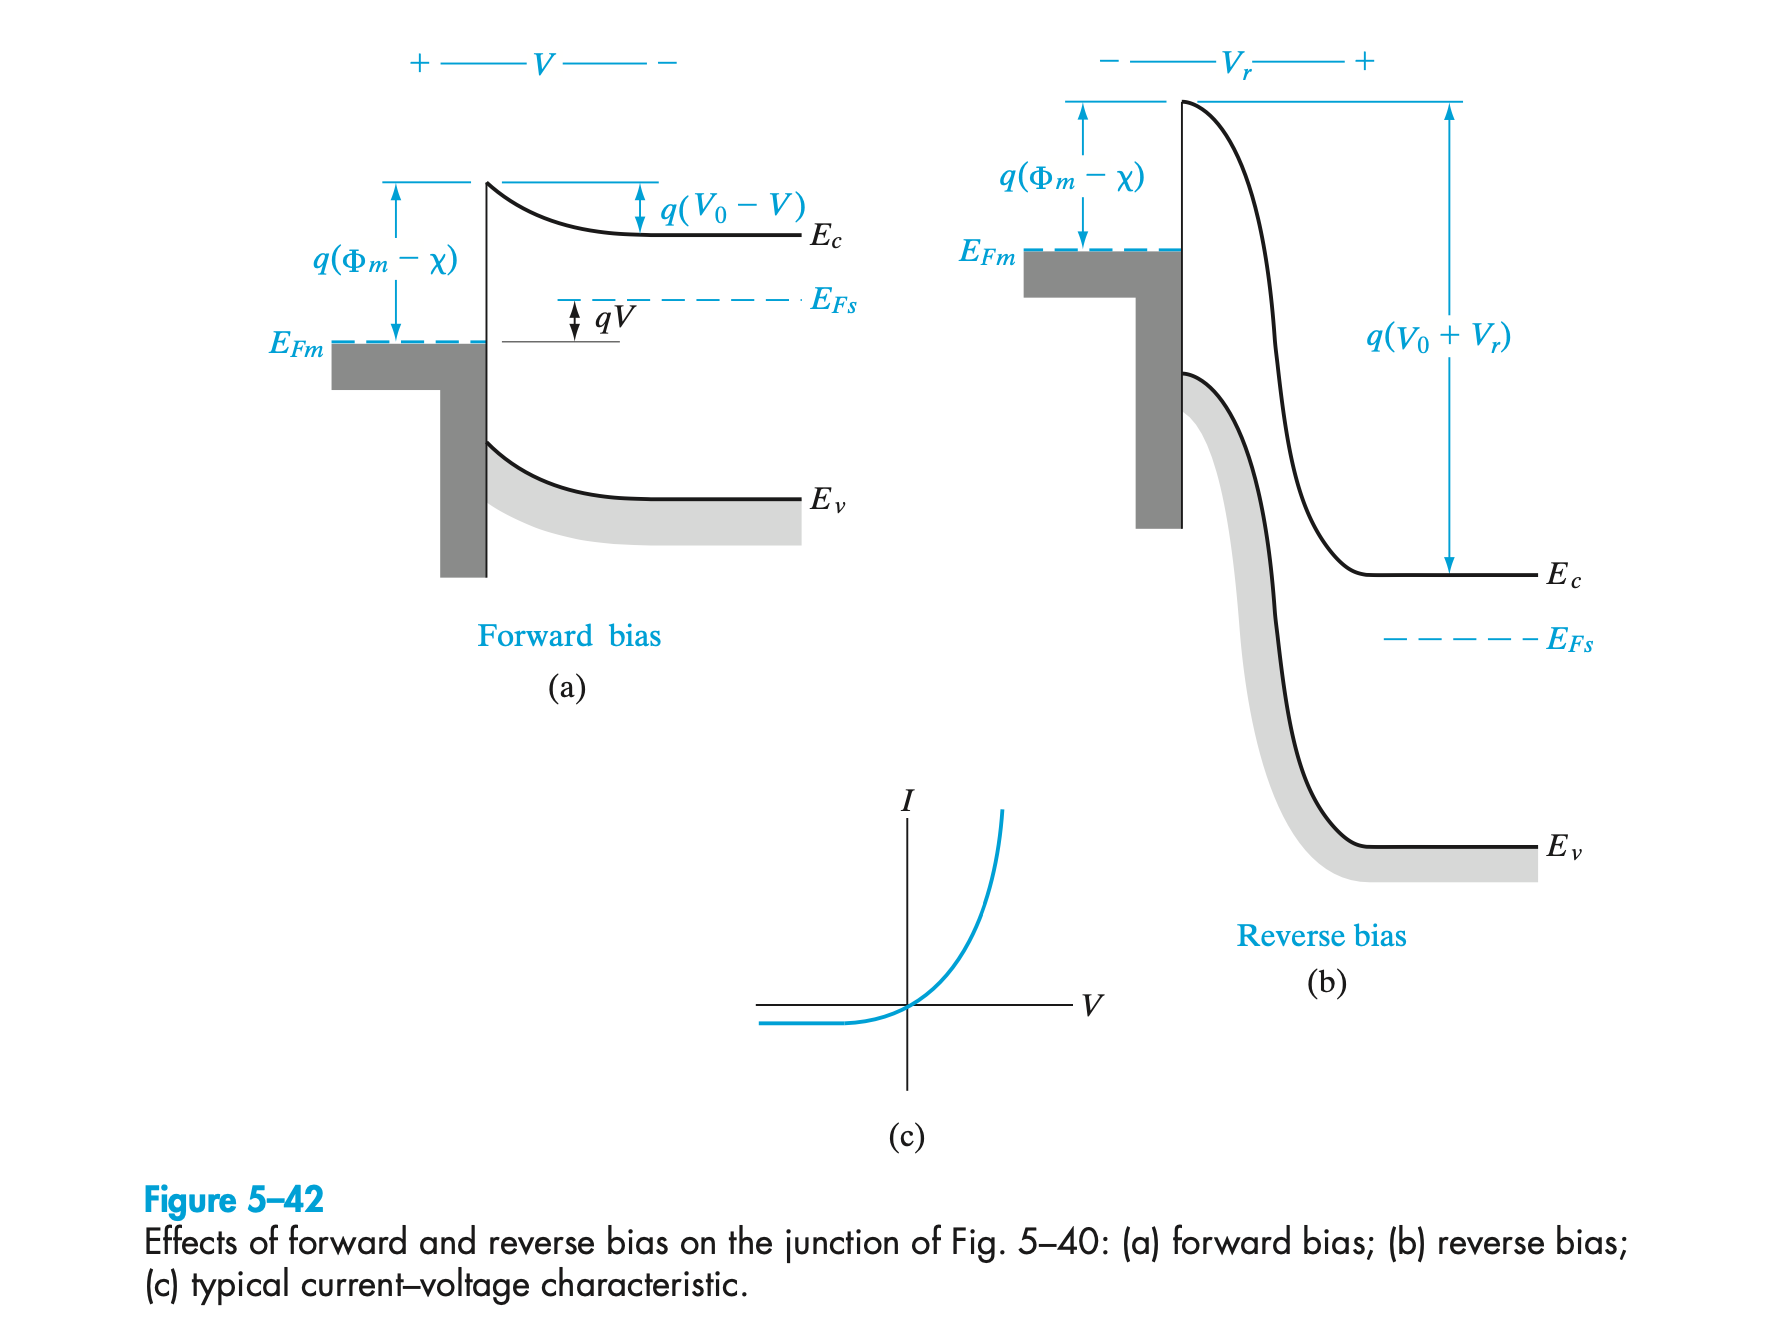 + V −
q(Φm − χ)
q(V0 − V)
Ec
EFs
qV
EFm
Ev
Forward bias
(a)
− Vr +
q(Φm − χ)
EFm
q(V0 + Vr)
Ec
EFs
Ev
Reverse bias
(b)
I
V
(c)
Figure 5–42
Effects of forward and reverse bias on the junction of Fig. 5–40: (a) forward bias; (b) reverse bias;
(c) typical current–voltage characteristic.